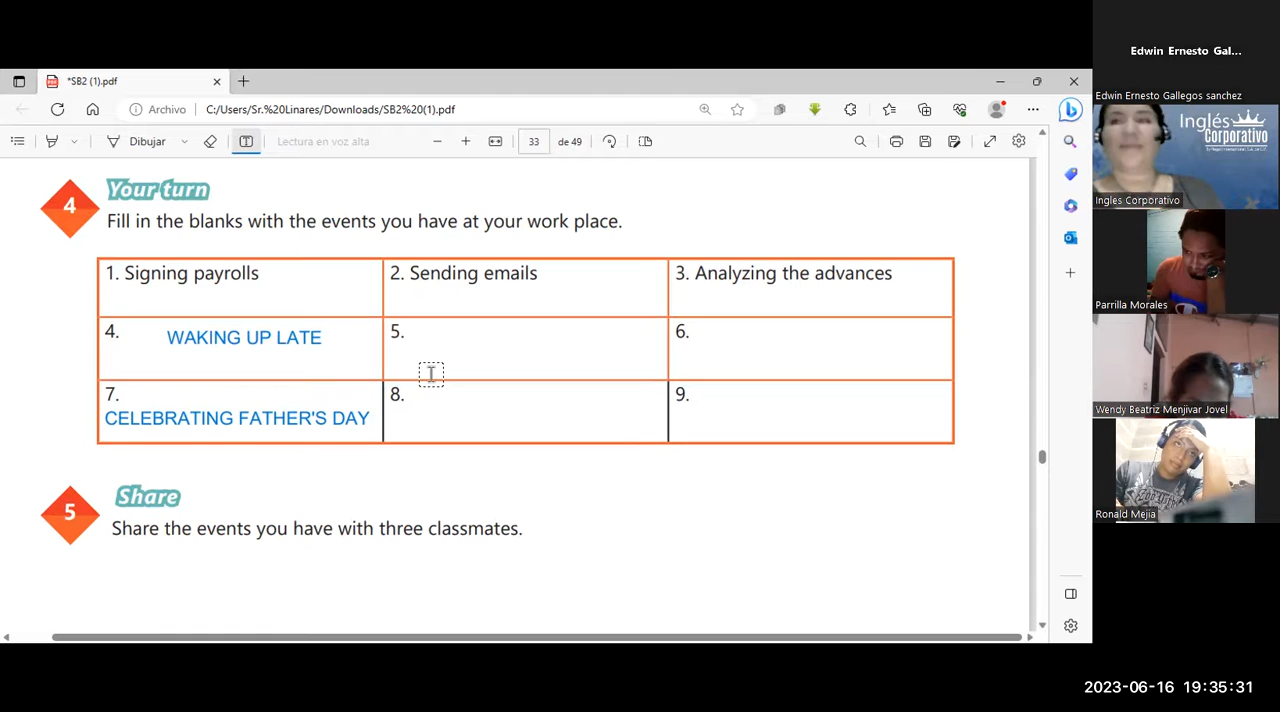 Edwin Ernesto Gal...
*SB2 (1).pdf
Edwin Ernesto Gallegos sanchez
Archivo
C:/Users/Sr.%20Linares/Downloads/SB2%20(1).pdf
Inglés
Corporativo
Dibujar
Lectura en voz alta
33
de 49
Ingles Corporativo
4
Your turn
Fill in the blanks with the events you have at your work place.
1. Signing payrolls
2. Sending emails
3. Analyzing the advances
Parrilla Morales
4.
WAKING UP LATE
5.
6.
7.
CELEBRATING FATHER'S DAY
8.
9.
Wendy Beatriz Menjivar Jovel
5
Share
Share the events you have with three classmates.
Ronald Mejia
2023-06-16 19:35:31